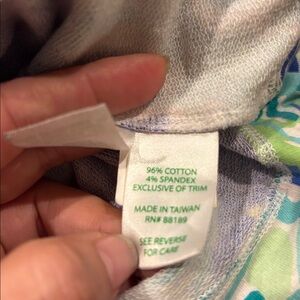 96% COTTON
4% SPANDEX
EXCLUSIVE OF TRIM
MADE IN TAIWAN
RN# 88189
SEE REVERSE
FOR CARE